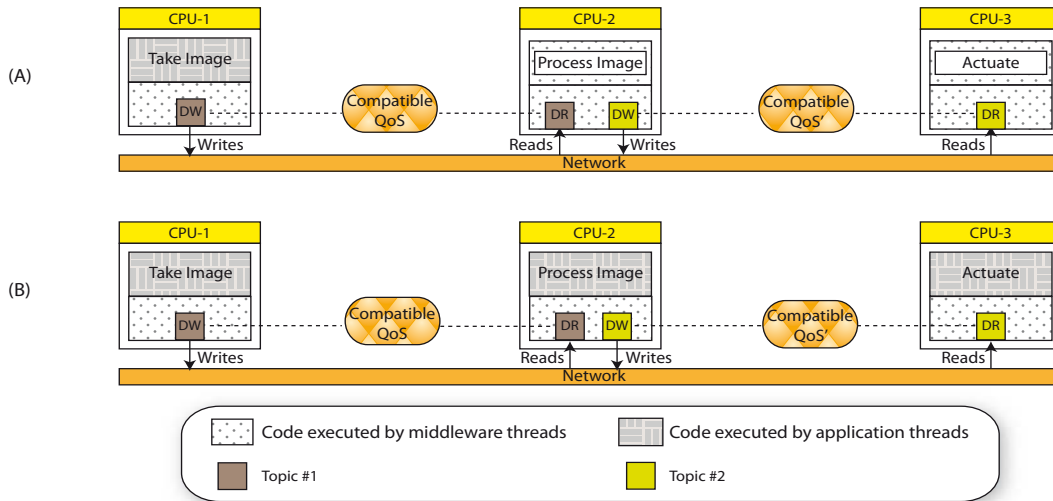 CPU-1 CPU-2 CPU-3
(A)
Take Image Process Image Actuate
Compatible QoS Compatible QoS'
DW DR DW DR
Writes Reads Writes Reads
Network
CPU-1 CPU-2 CPU-3
(B)
Take Image Process Image Actuate
Compatible QoS Compatible QoS'
DW DR DW DR
Writes Reads Writes Reads
Network
Code executed by middleware threads Code executed by application threads
Topic #1 Topic #2